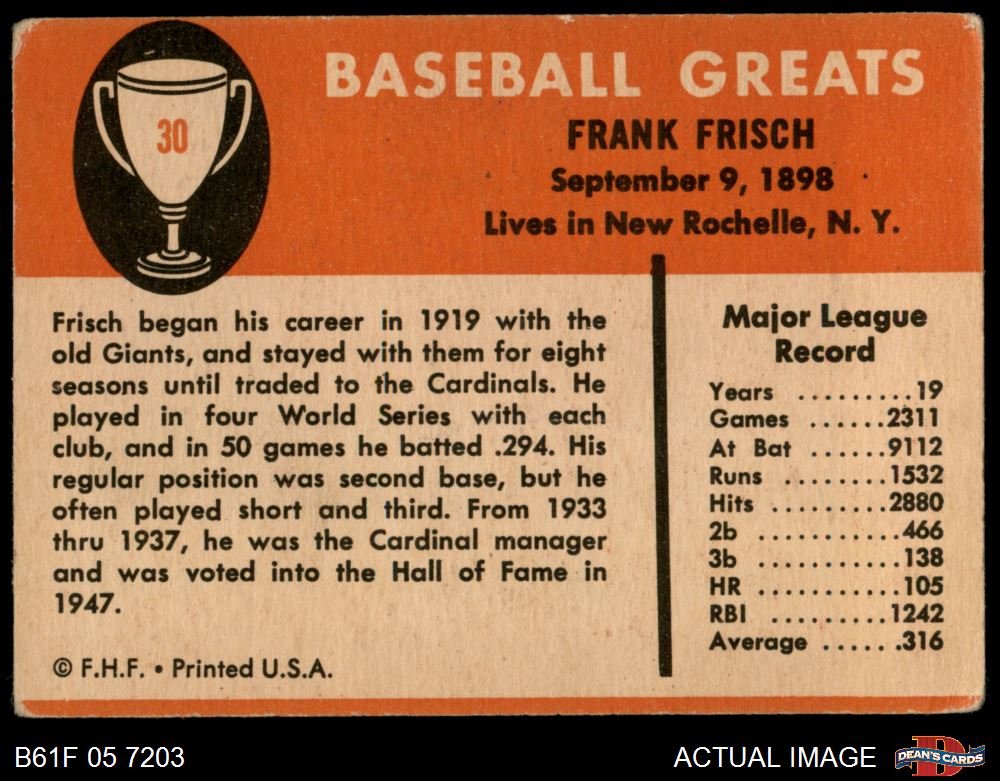 30
BASEBALL GREATS
FRANK FRISCH
September 9, 1898
Lives in New Rochelle, N. Y.
Frisch began his career in 1919 with the
old Giants, and stayed with them for eight
seasons until traded to the Cardinals. He
played in four World Series with each
club, and in 50 games he batted .294. His
regular position was second base, but he
often played short and third. From 1933
thru 1937, he was the Cardinal manager
and was voted into the Hall of Fame in
1947.
© F.H.F. • Printed U.S.A.
Major League
Record
Years .........19
Games ......2311
At Bat ......9112
Runs ........1532
Hits .........2880
2b ..........466
3b ..........138
HR ..........105
RBI .........1242
Average ......316
B61F 05 7203
ACTUAL IMAGE
D
DEAN'S CARDS